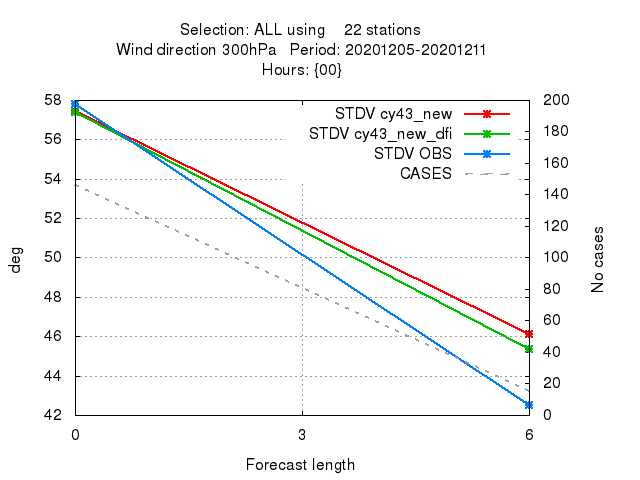 Selection: ALL using 22 stations
Wind direction 300hPa Period: 20201205-20201211
Hours: {00}
STDV cy43_new
STDV cy43_new_dfi
STDV OBS
CASES
58
56
54
52
50
48
46
44
42
200
180
160
140
120
100
80
60
40
20
0
deg
No cases
0 3 6
Forecast length